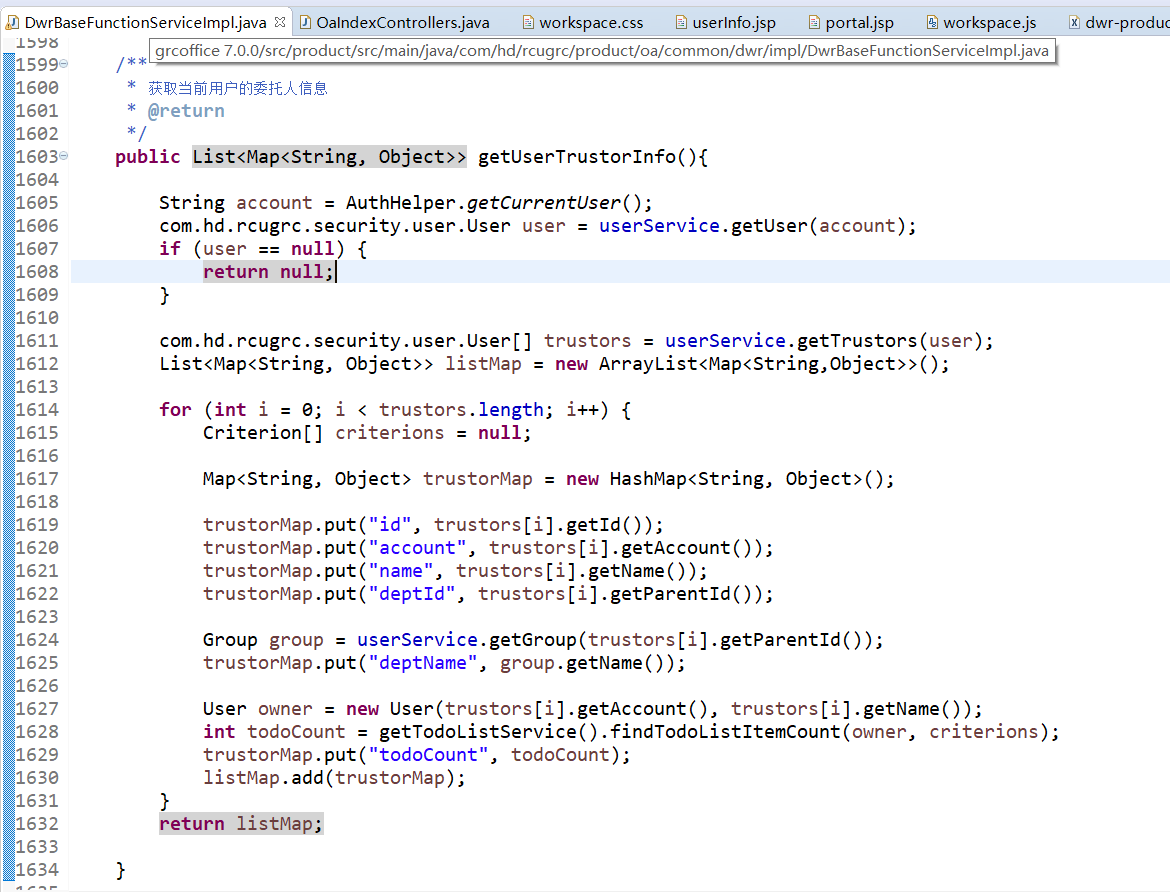 DwrBaseFunctionServiceImpl.java OaIndexControllers.java workspace.css userInfo.jsp portal.jsp workspace.js dwr-produc
grcoffice 7.0.0/src/product/src/main/java/com/hd/rcugrc/product/oa/common/dwr/impl/DwrBaseFunctionServiceImpl.java
1598
1599 /**
1600 * 获取当前用户的委托人信息
1601 * @return
1602 */
1603 public List<Map<String, Object>> getUserTrustorInfo(){
1604
1605 String account = AuthHelper.getCurrentUser();
1606 com.hd.rcugrc.security.user.User user = userService.getUser(account);
1607 if (user == null) {
1608 return null;
1609 }
1610
1611 com.hd.rcugrc.security.user.User[] trustors = userService.getTrustors(user);
1612 List<Map<String, Object>> listMap = new ArrayList<Map<String,Object>>();
1613
1614 for (int i = 0; i < trustors.length; i++) {
1615 Criterion[] criterions = null;
1616
1617 Map<String, Object> trustorMap = new HashMap<String, Object>();
1618
1619 trustorMap.put("id", trustors[i].getId());
1620 trustorMap.put("account", trustors[i].getAccount());
1621 trustorMap.put("name", trustors[i].getName());
1622 trustorMap.put("deptId", trustors[i].getParentId());
1623
1624 Group group = userService.getGroup(trustors[i].getParentId());
1625 trustorMap.put("deptName", group.getName());
1626
1627 User owner = new User(trustors[i].getAccount(), trustors[i].getName());
1628 int todoCount = getTodoListService().findTodoListItemCount(owner, criterions);
1629 trustorMap.put("todoCount", todoCount);
1630 listMap.add(trustorMap);
1631 }
1632 return listMap;
1633
1634 }